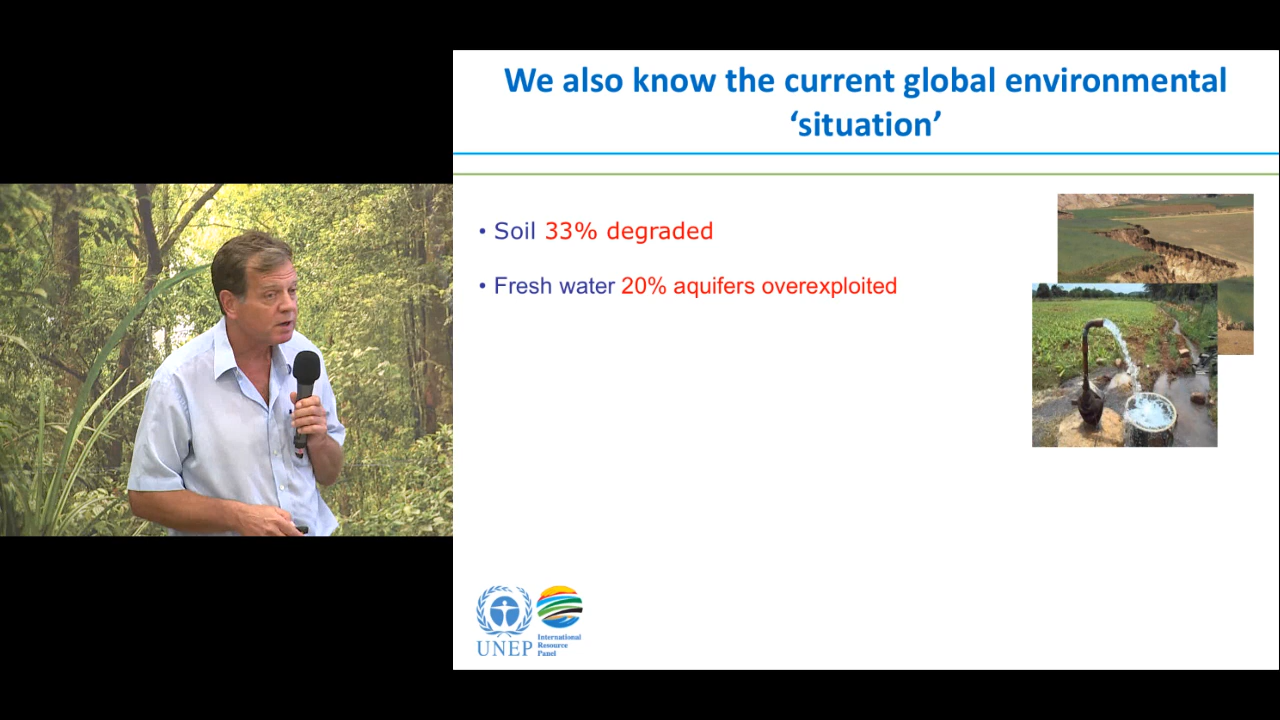 We also know the current global environmental
‘situation’
• Soil 33% degraded
• Fresh water 20% aquifers overexploited
UNEP
International
Resource
Panel